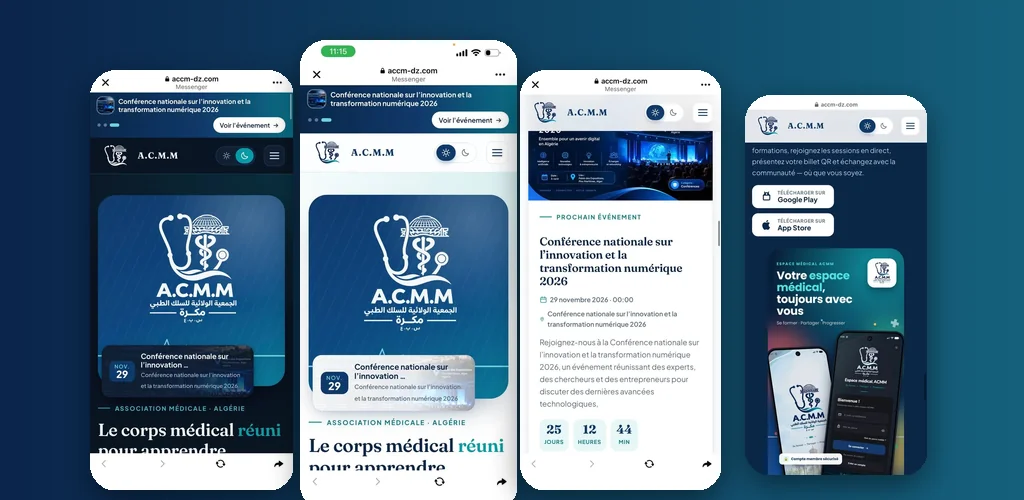 accm-dz.com
Messenger
Conférence nationale sur l'innovation et la
transformation numérique 2026
Voir l'événement →
A.C.M.M
A.C.M.M
الجمعية الولائية للسلك الطبي
معكرة
س.ب.ع
NOV.
29
Conférence nationale sur
l'innovation ...
Conférence nationale sur l'innovation
et la transformation numérique 2026
ASSOCIATION MÉDICALE · ALGÉRIE
Le corps médical réuni
pour apprendre
11:15
accm-dz.com
Messenger
Conférence nationale sur l'innovation et la
transformation numérique 2026
Voir l'événement →
A.C.M.M
A.C.M.M
الجمعية الولائية للسلك الطبي
معكرة
س.ب.ع
NOV.
29
Conférence nationale sur
l'innovation ...
Conférence nationale sur l'innovation
et la transformation numérique 2026
ASSOCIATION MÉDICALE · ALGÉRIE
Le corps médical réuni
pour apprendre
accm-dz.com
Messenger
A.C.M.M
2026
Ensemble pour un avenir digital
en Algérie
PROCHAIN ÉVÉNEMENT
Conférence nationale sur
l'innovation et la
transformation numérique
2026
29 novembre 2026 · 00:00
Conférence nationale sur l'innovation et la
transformation numérique 2026
Rejoignez-nous à la Conférence nationale sur
l'innovation et la transformation numérique
2026, un événement réunissant des experts,
des chercheurs et des entrepreneurs pour
discuter des dernières avancées
technologiques.
25
JOURS
12
HEURES
44
MIN
accm-dz.com
A.C.M.M
formations, rejoignez les sessions en direct,
présentez votre billet QR et échangez avec la
communauté — où que vous soyez.
TÉLÉCHARGER SUR
Google Play
TÉLÉCHARGER SUR
App Store
ESPACE MÉDICAL ACMM
Votre espace
médical,
toujours avec
vous
Se former · Partager · Progresser
A.C.M.M
Espace médical ACMM
Bienvenue !
Compte membre sécurisé